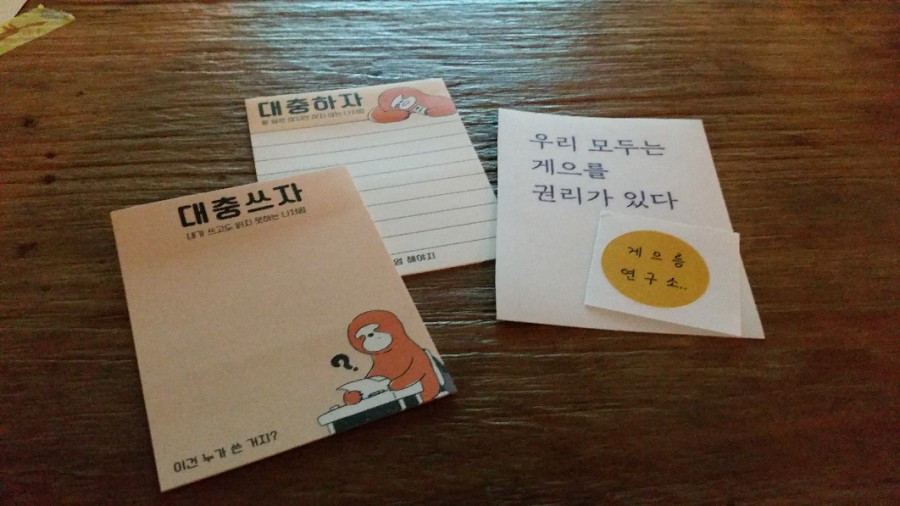 대충하자
대충쓰자
내가 쓰고도 읽지 못하는 나처럼
이건 누가 쓴 거지?
우리 모두는
게으를
권리가 있다
게 으 름
연 구 소..